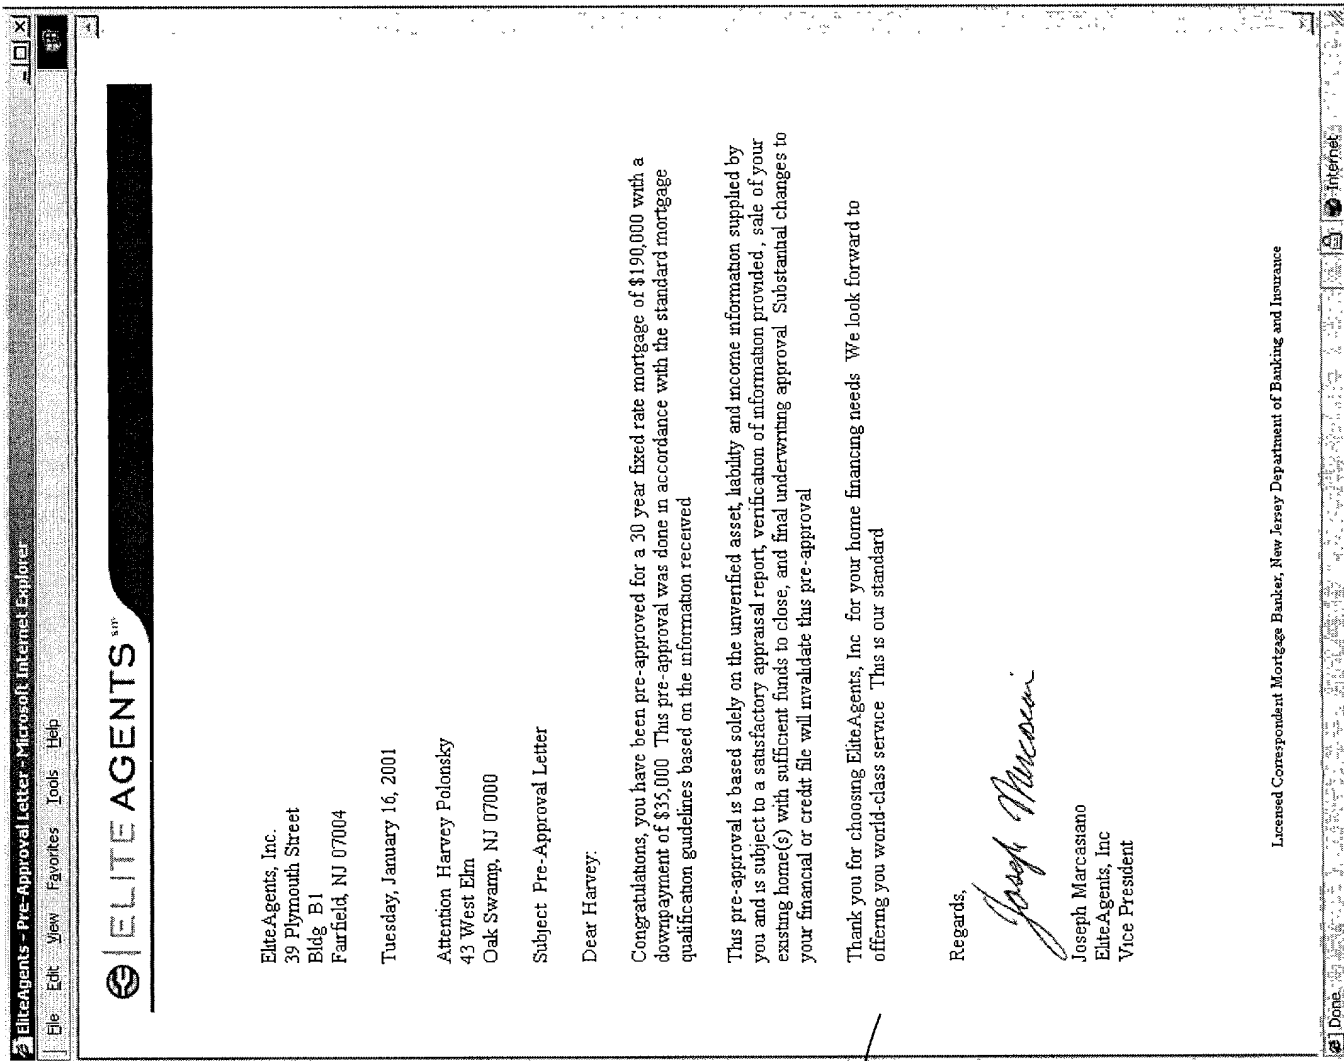 EliteAgents - Pre-Approval Letter - Microsoft Internet Explorer
File Edit View Favorites Tools Help
ELITE AGENTS sm
EliteAgents, Inc.
39 Plymouth Street
Bldg B1
Fairfield, NJ 07004
Tuesday, January 16, 2001
Attention Harvey Polonsky
43 West Elm
Oak Swamp, NJ 07000
Subject Pre-Approval Letter
Dear Harvey:
Congratulations, you have been pre-approved for a 30 year fixed rate mortgage of $190,000 with a
downpayment of $35,000 This pre-approval was done in accordance with the standard mortgage
qualification guidelines based on the information received
This pre-approval is based solely on the unverified asset, liability and income information supplied by
you and is subject to a satisfactory appraisal report, verification of information provided , sale of your
existing home(s) with sufficient funds to close, and final underwriting approval Substantial changes to
your financial or credit file will invalidate this pre-approval
Thank you for choosing EliteAgents, Inc for your home financing needs We look forward to
offering you world-class service This is our standard
Regards,
Joseph Marcasiano
Joseph Marcasiano
EliteAgents, Inc
Vice President
Licensed Correspondent Mortgage Banker, New Jersey Department of Banking and Insurance
Done Internet